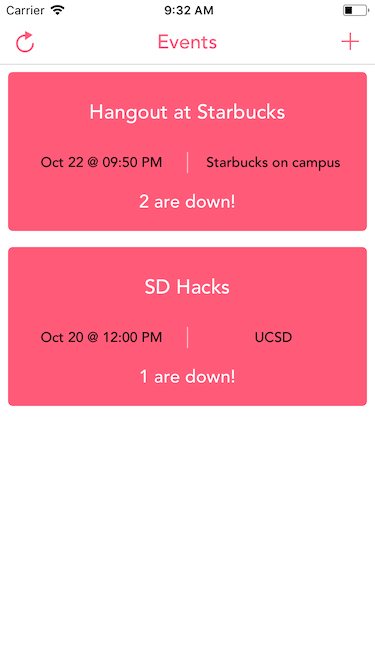 Carrier 9:32 AM
Events
Hangout at Starbucks
Oct 22 @ 09:50 PM Starbucks on campus
2 are down!
SD Hacks
Oct 20 @ 12:00 PM UCSD
1 are down!